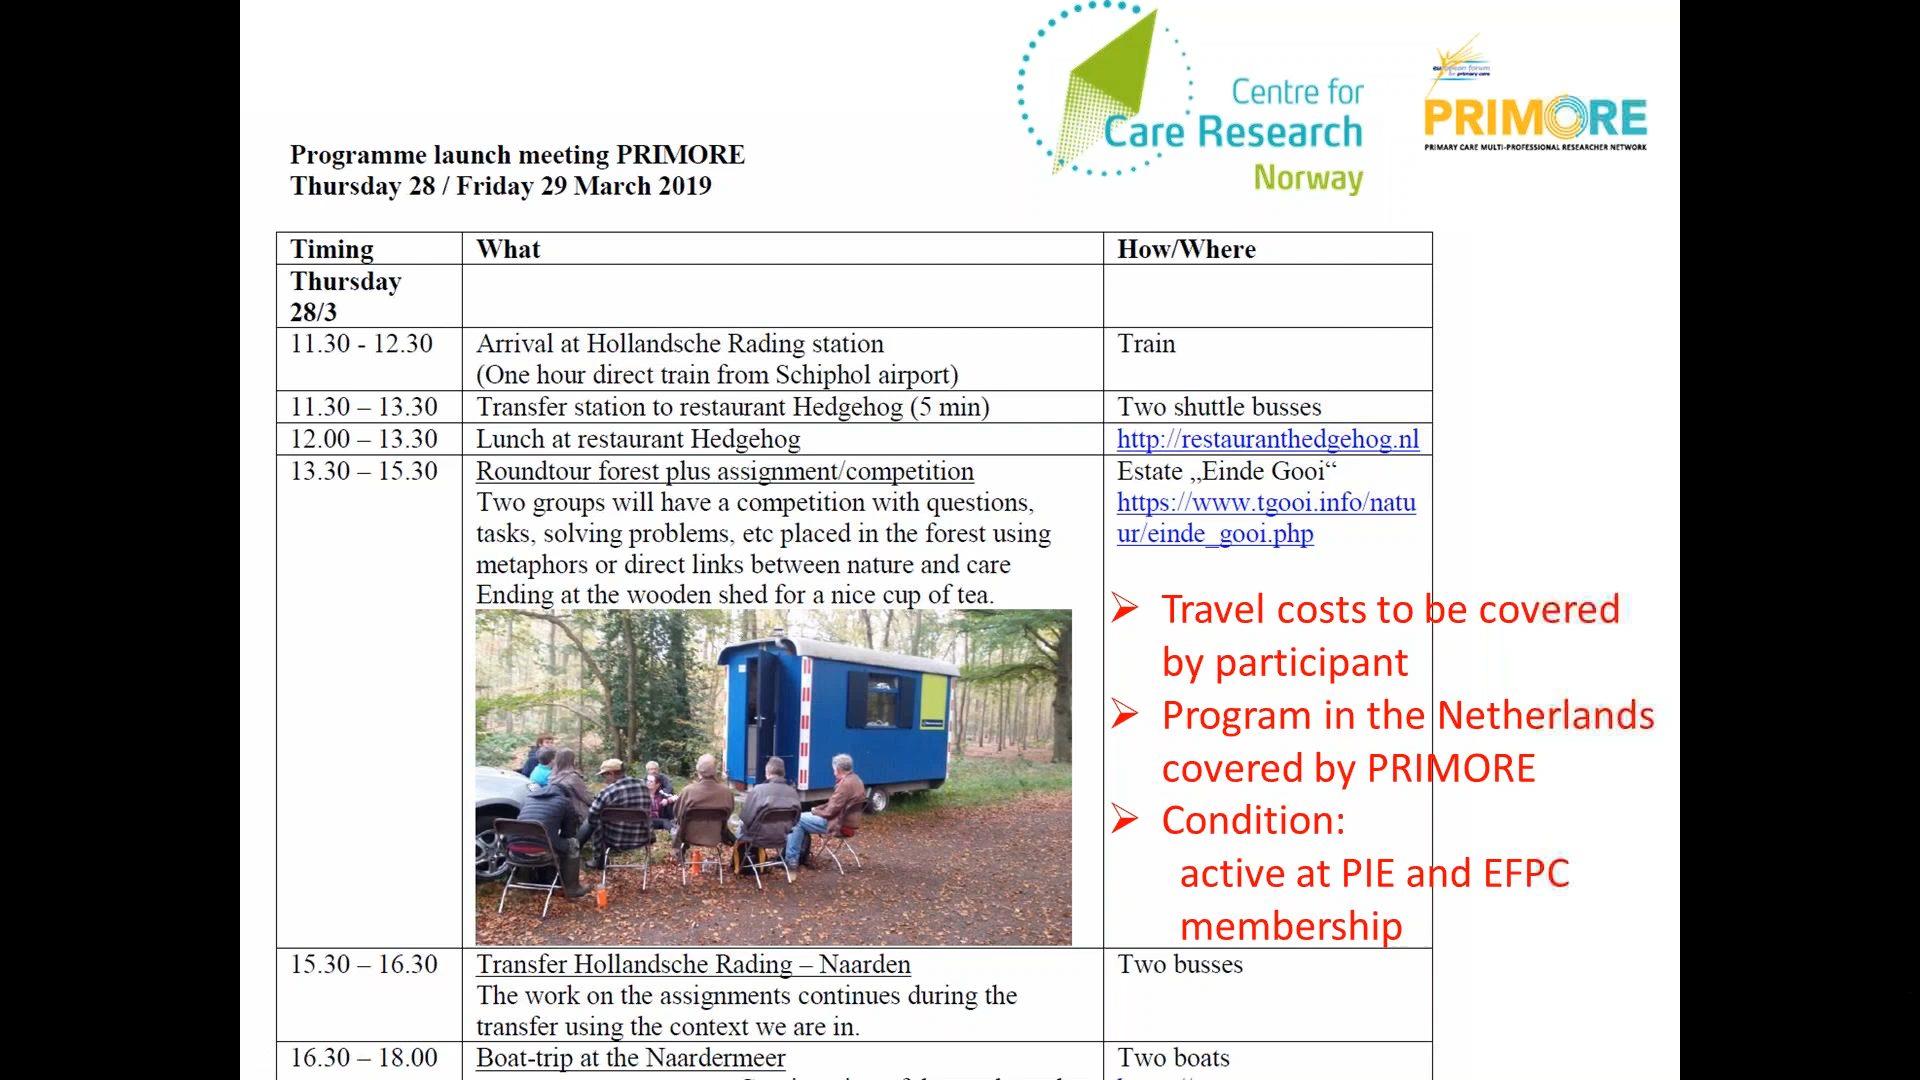 Centre for
Care Research
Norway
european forum
for primary care
PRIMORE
PRIMARY CARE MULTI-PROFESSIONAL RESEARCHER NETWORK
Programme launch meeting PRIMORE
Thursday 28 / Friday 29 March 2019
Timing What How/Where
Thursday
28/3
11.30 - 12.30 Arrival at Hollandsche Rading station Train
(One hour direct train from Schiphol airport)
11.30 – 13.30 Transfer station to restaurant Hedgehog (5 min) Two shuttle busses
12.00 – 13.30 Lunch at restaurant Hedgehog http://restauranthedgehog.nl
13.30 – 15.30 Roundtour forest plus assignment/competition Estate „Einde Gooi“
Two groups will have a competition with questions, https://www.tgooi.info/natu
tasks, solving problems, etc placed in the forest using ur/einde_gooi.php
metaphors or direct links between nature and care
Ending at the wooden shed for a nice cup of tea.
➢ Travel costs to be covered
by participant
➢ Program in the Netherlands
covered by PRIMORE
➢ Condition:
active at PIE and EFPC
membership
15.30 – 16.30 Transfer Hollandsche Rading – Naarden Two busses
The work on the assignments continues during the
transfer using the context we are in.
16.30 – 18.00 Boat-trip at the Naardermeer Two boats